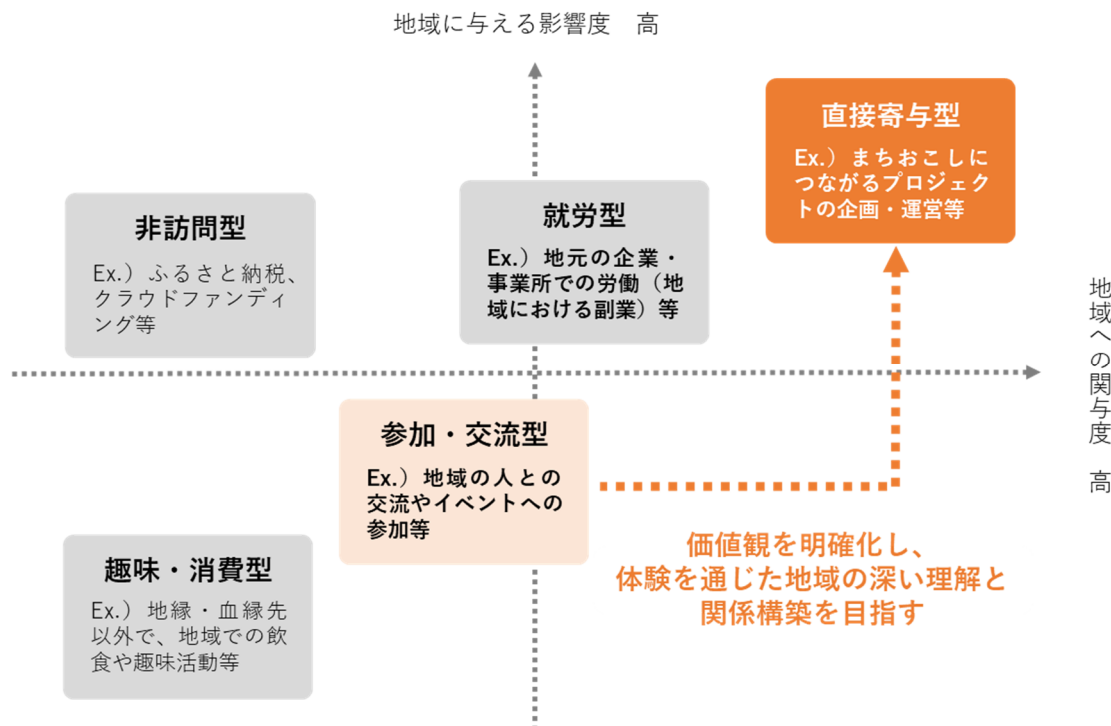 地域に与える影響度　高
直接寄与型
Ex.）まちおこしに
つながるプロジェク
トの企画・運営等
非訪問型
Ex.）ふるさと納税、
クラウドファンディ
ング等
就労型
Ex.）地元の企業・
事業所での労働（地
域における副業）等
地域への関与度　高
参加・交流型
Ex.）地域の人との
交流やイベントへの
参加等
趣味・消費型
Ex.）地縁・血縁先
以外で、地域での飲
食や趣味活動等
価値観を明確化し、
体験を通じた地域の深い理解と
関係構築を目指す